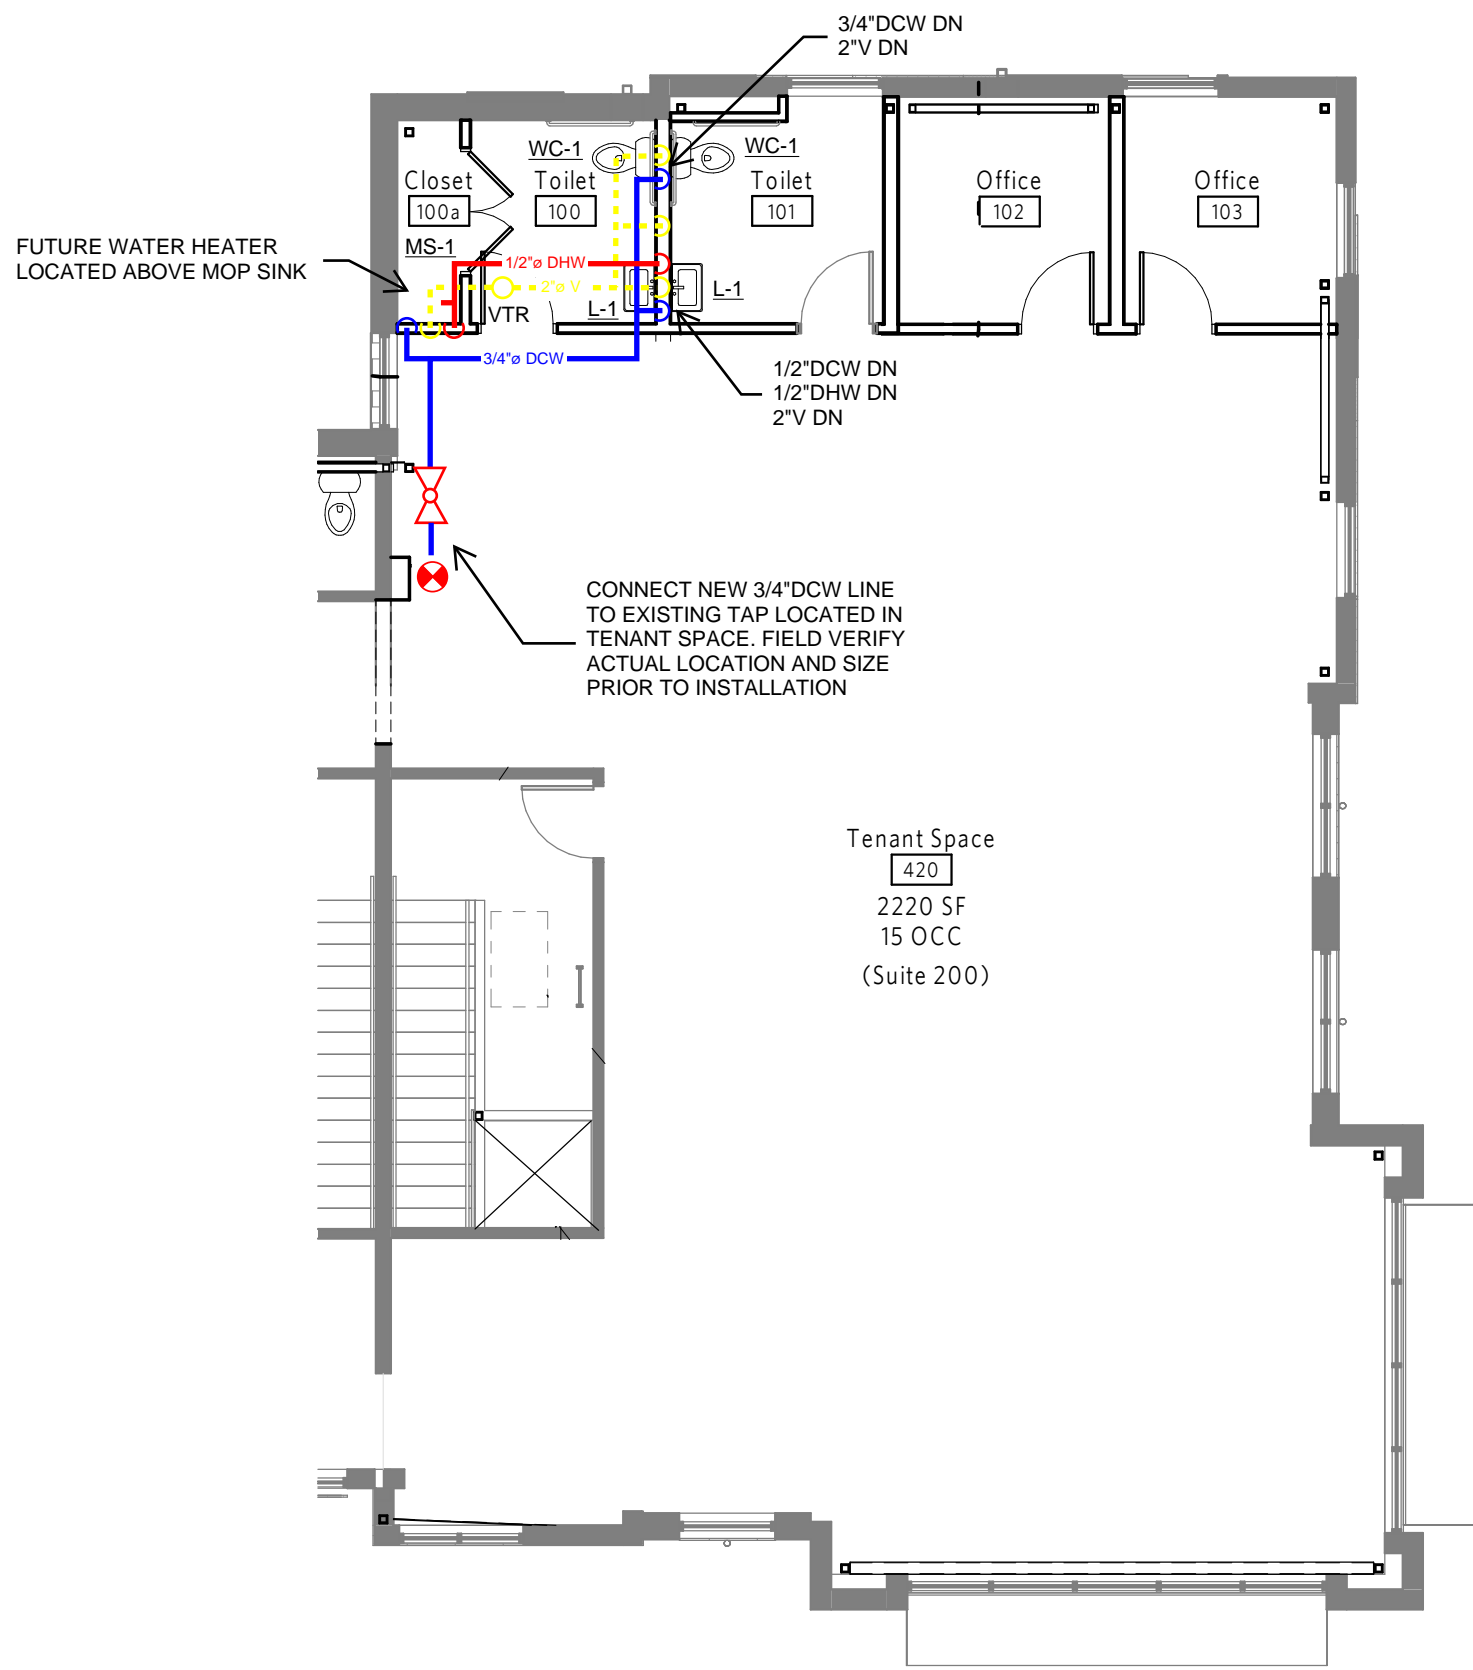 3/4"DCW DN
2"V DN
WC-1
WC-1
Closet
100a
Toilet
100
Toilet
101
Office
102
Office
103
FUTURE WATER HEATER
LOCATED ABOVE MOP SINK
MS-1
1/2"ø DHW
2"ø V
L-1
L-1
VTR
3/4"ø DCW
1/2"DCW DN
1/2"DHW DN
2"V DN
CONNECT NEW 3/4"DCW LINE
TO EXISTING TAP LOCATED IN
TENANT SPACE. FIELD VERIFY
ACTUAL LOCATION AND SIZE
PRIOR TO INSTALLATION
Tenant Space
420
2220 SF
15 OCC
(Suite 200)